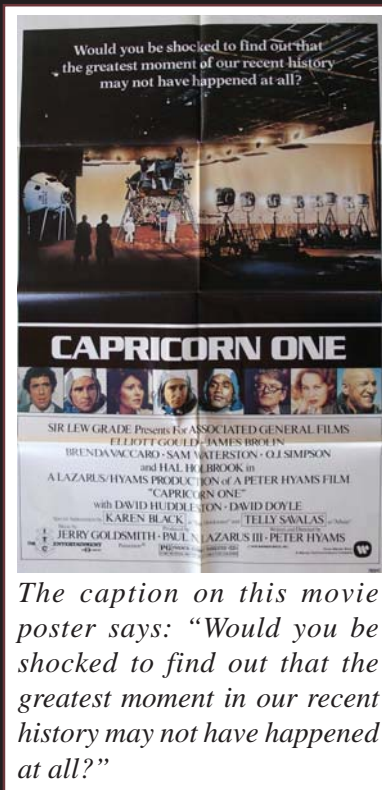 Would you be shocked to find out that
the greatest moment of our recent history
may not have happened at all?
CAPRICORN ONE
SIR LEW GRADE Presents For ASSOCIATED GENERAL FILMS
ELLIOTT GOULD · JAMES BROLIN
BRENDA VACCARO · SAM WATERSTON · O.J. SIMPSON
and HAL HOLBROOK in
A LAZARUS/HYAMS PRODUCTION of A PETER HYAMS FILM
"CAPRICORN ONE"
with DAVID HUDDLESTON · DAVID DOYLE
KAREN BLACK and TELLY SAVALAS
JERRY GOLDSMITH · PAUL N. LAZARUS III · PETER HYAMS
PG
The caption on this movie
poster says: “Would you be
shocked to find out that the
greatest moment in our recent
history may not have happened
at all?”